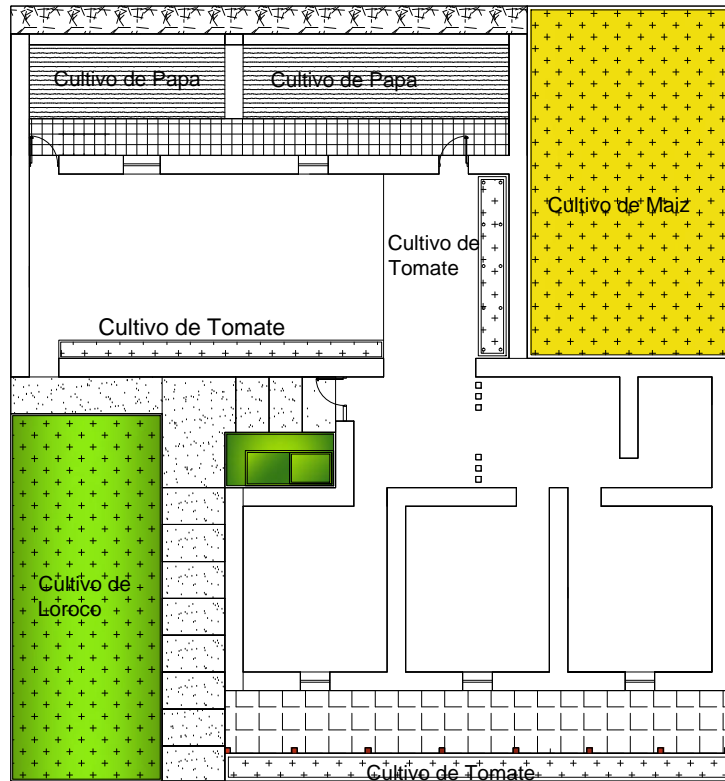 Cultivo de Papa
Cultivo de Papa
Cultivo de Maiz
Cultivo de
Tomate
Cultivo de Tomate
Cultivo de
Loroco
Cultivo de Tomate